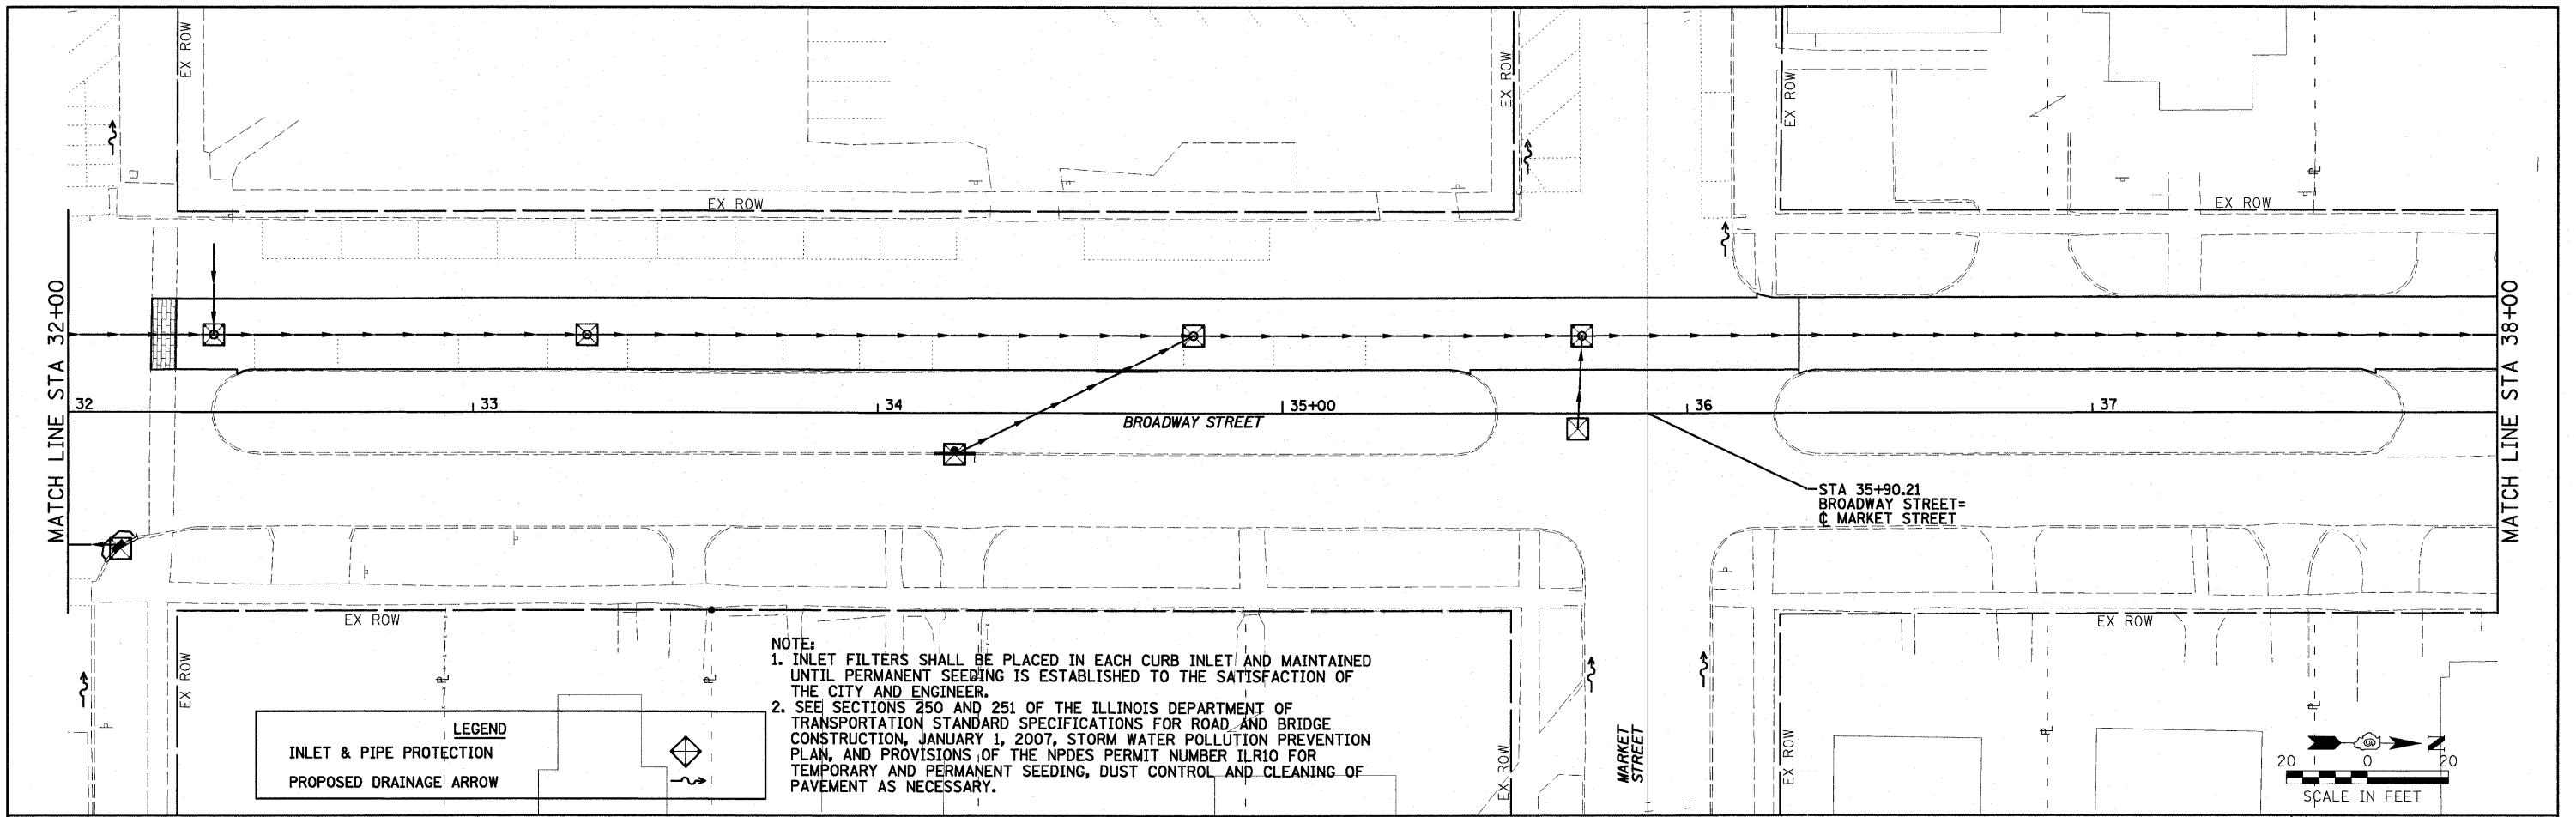 EX ROW
EX ROW
EX ROW
EX ROW
EX ROW
MATCH LINE STA 32+00
MATCH LINE STA 38+00
32
33
34
35+00
36
37
BROADWAY STREET
STA 35+90.21
BROADWAY STREET=
℄ MARKET STREET
EX ROW
EX ROW
EX ROW
EX ROW
EX ROW
MARKET
STREET
NOTE:
1. INLET FILTERS SHALL BE PLACED IN EACH CURB INLET AND MAINTAINED
UNTIL PERMANENT SEEDING IS ESTABLISHED TO THE SATISFACTION OF
THE CITY AND ENGINEER.
2. SEE SECTIONS 250 AND 251 OF THE ILLINOIS DEPARTMENT OF
TRANSPORTATION STANDARD SPECIFICATIONS FOR ROAD AND BRIDGE
CONSTRUCTION, JANUARY 1, 2007, STORM WATER POLLUTION PREVENTION
PLAN, AND PROVISIONS OF THE NPDES PERMIT NUMBER ILR10 FOR
TEMPORARY AND PERMANENT SEEDING, DUST CONTROL AND CLEANING OF
PAVEMENT AS NECESSARY.
LEGEND
INLET & PIPE PROTECTION
PROPOSED DRAINAGE ARROW
20 0 20
SCALE IN FEET